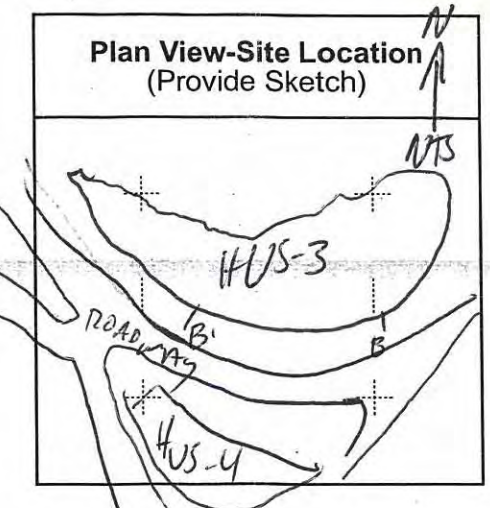 N
Plan View-Site Location
(Provide Sketch)
NTS
HUS-3
ROADWAY
B'
B
HUS-4